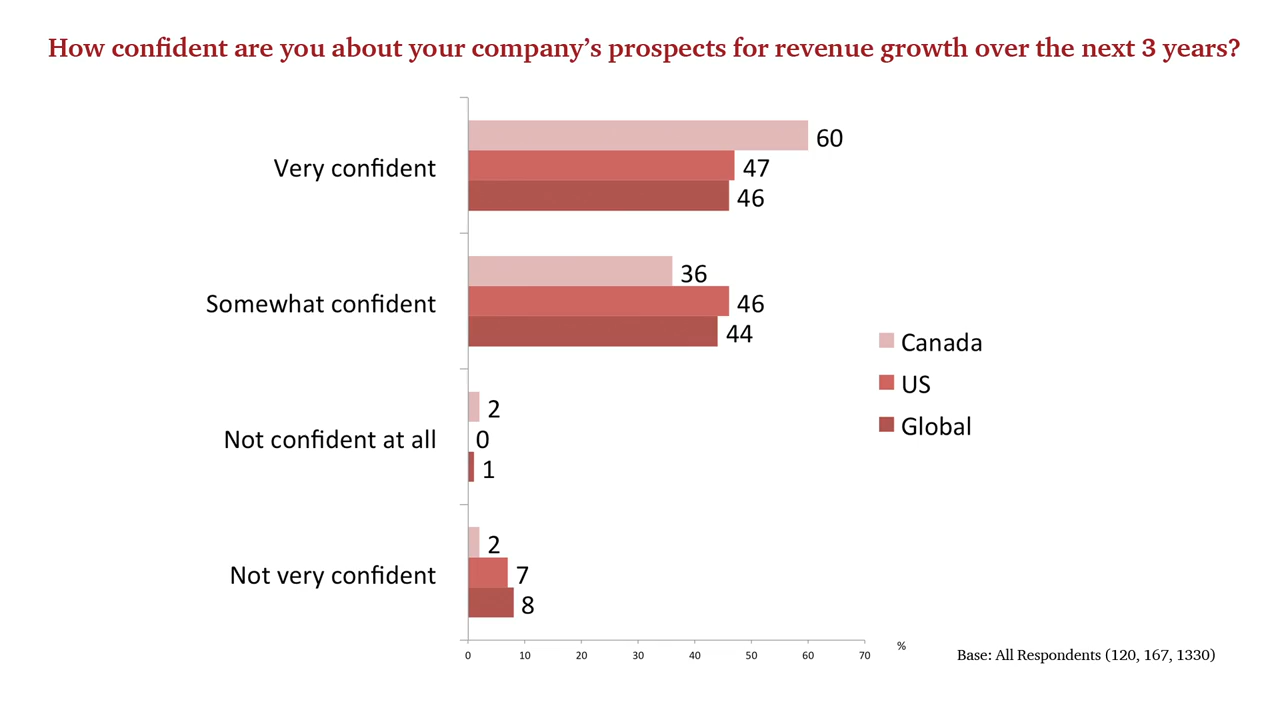 How confident are you about your company’s prospects for revenue growth over the next 3 years?
Very confident
60
47
46
Somewhat confident
36
46
44
Not confident at all
2
0
1
Not very confident
2
7
8
Canada
US
Global
0 10 20 30 40 50 60 70 %
Base: All Respondents (120, 167, 1330)